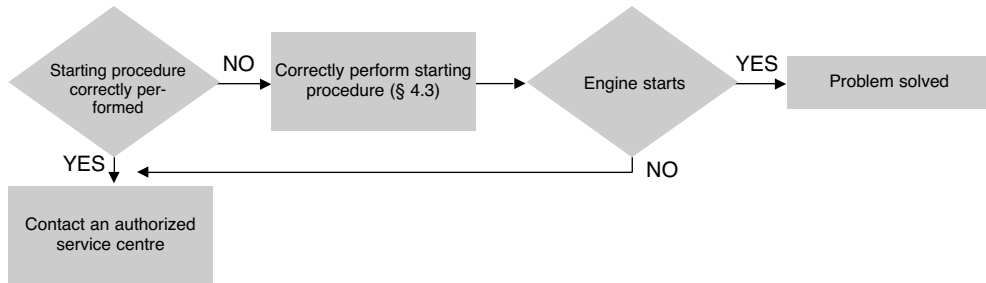 Starting procedure
correctly per-
formed
NO
Correctly perform starting
procedure (§ 4.3)
Engine starts
YES
Problem solved
YES
NO
Contact an authorized
service centre